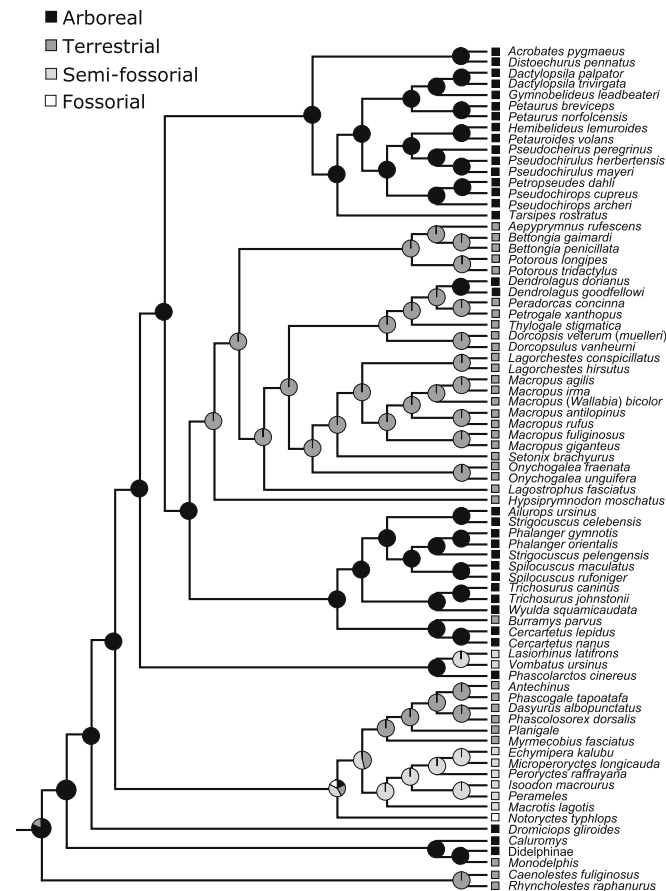 Arboreal
Terrestrial
Semi-fossorial
Fossorial
Acrobates pygmaeus
Distoechurus pennatus
Dactylopsila palpator
Dactylopsila trivirgata
Gymnobelideus leadbeateri
Petaurus breviceps
Petaurus norfolcensis
Hemibelideus lemuroides
Petauroides volans
Pseudocheirus peregrinus
Pseudochirulus herbertensis
Pseudochirulus mayeri
Petropseudes dahli
Pseudochirops cupreus
Pseudochirops archeri
Tarsipes rostratus
Aepyprymnus rufescens
Bettongia gaimardi
Bettongia penicillata
Potorous longipes
Potorous tridactylus
Dendrolagus dorianus
Dendrolagus goodfellowi
Peradorcas concinna
Petrogale xanthopus
Thylogale stigmatica
Dorcopsis veterum (muelleri)
Dorcopsulus vanheurni
Lagorchestes conspicillatus
Lagorchestes hirsutus
Macropus agilis
Macropus irma
Macropus (Wallabia) bicolor
Macropus antilopinus
Macropus rufus
Macropus fuliginosus
Macropus giganteus
Setonix brachyurus
Onychogalea fraenata
Onychogalea unguifera
Lagostrophus fasciatus
Hypsiprymnodon moschatus
Ailurops ursinus
Strigocuscus celebensis
Phalanger gymnotis
Phalanger orientalis
Strigocuscus pelengensis
Spilocuscus maculatus
Spilocuscus rufoniger
Trichosurus caninus
Trichosurus johnstonii
Wyulda squamicaudata
Burramys parvus
Cercartetus lepidus
Cercartetus nanus
Lasiorhinus latifrons
Vombatus ursinus
Phascolarctos cinereus
Antechinus
Phascogale tapoatafa
Dasyurus albopunctatus
Phascolosorex dorsalis
Planigale
Myrmecobius fasciatus
Echymipera kalubu
Microperoryctes longicauda
Peroryctes raffrayana
Isoodon macrourus
Perameles
Macrotis lagotis
Notoryctes typhlops
Dromiciops gliroides
Caluromys
Didelphinae
Monodelphis
Caenolestes fuliginosus
Rhyncholestes raphanurus